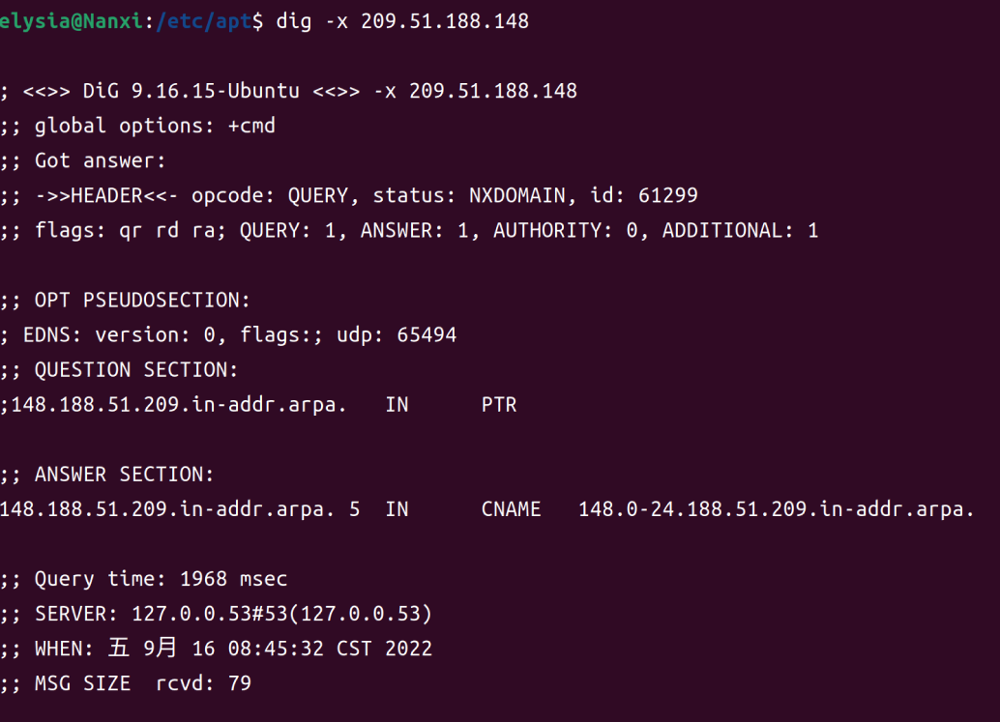 elysia@Nanxi:/etc/apt$ dig -x 209.51.188.148
; <<>> DiG 9.16.15-Ubuntu <<>> -x 209.51.188.148
;; global options: +cmd
;; Got answer:
;; ->>HEADER<<- opcode: QUERY, status: NXDOMAIN, id: 61299
;; flags: qr rd ra; QUERY: 1, ANSWER: 1, AUTHORITY: 0, ADDITIONAL: 1
;; OPT PSEUDOSECTION:
; EDNS: version: 0, flags:; udp: 65494
;; QUESTION SECTION:
;148.188.51.209.in-addr.arpa.   IN      PTR
;; ANSWER SECTION:
148.188.51.209.in-addr.arpa. 5  IN      CNAME   148.0-24.188.51.209.in-addr.arpa.
;; Query time: 1968 msec
;; SERVER: 127.0.0.53#53(127.0.0.53)
;; WHEN: 五 9月 16 08:45:32 CST 2022
;; MSG SIZE  rcvd: 79